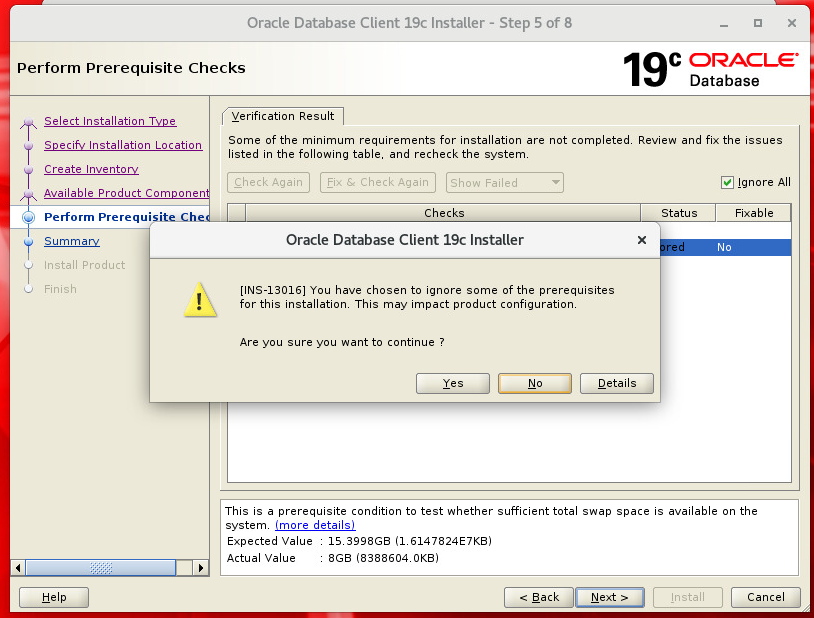 Oracle Database Client 19c Installer - Step 5 of 8
Perform Prerequisite Checks
19c ORACLE
Database
Select Installation Type
Specify Installation Location
Create Inventory
Available Product Component
Perform Prerequisite Chec
Summary
Install Product
Finish
Verification Result
Some of the minimum requirements for installation are not completed. Review and fix the issues
listed in the following table, and recheck the system.
Check Again
Fix & Check Again
Show Failed
Ignore All
Checks
Status
Fixable
ored
No
Oracle Database Client 19c Installer
[INS-13016] You have chosen to ignore some of the prerequisites
for this installation. This may impact product configuration.
Are you sure you want to continue ?
Yes
No
Details
This is a prerequisite condition to test whether sufficient total swap space is available on the
system. (more details)
Expected Value : 15.3998GB (1.6147824E7KB)
Actual Value : 8GB (8388604.0KB)
Help
< Back
Next >
Install
Cancel